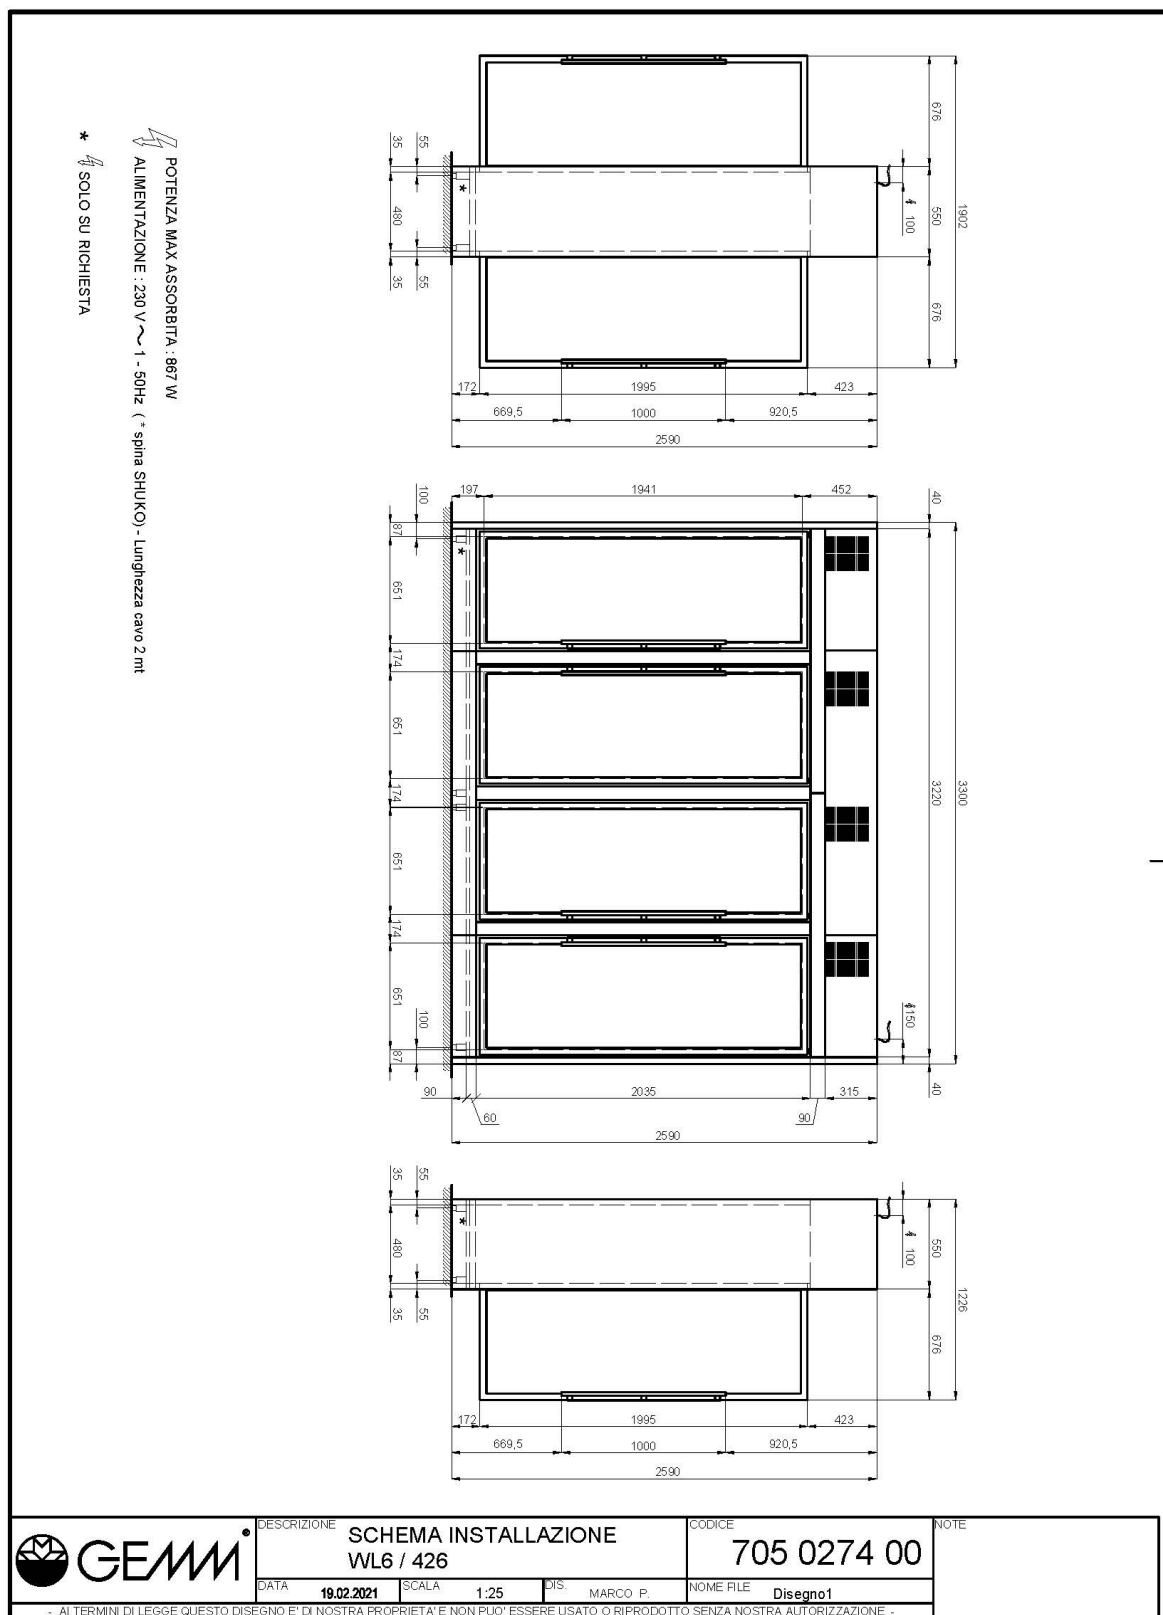 POTENZA MAX ASSORBITA : 867 W
ALIMENTAZIONE : 230 V ~ 1 - 50Hz ( * spina SHUKO) - Lunghezza cavo 2 mt
* SOLO SU RICHIESTA
35 55
480
35 55
676
550
676
1902
100
172 1995 423
669,5 1000 920,5
2590
197 1941 452
100
40
87
651
174
651
174
651
174
651
87
100
3220
3300
150
40
90 60 2035 90 315
2590
35 55
480
35 55
100
550
676
1226
172 1995 423
669,5 1000 920,5
2590
GEMM ®
DESCRIZIONE
SCHEMA INSTALLAZIONE
WL6 / 426
CODICE
705 0274 00
NOTE
DATA 19.02.2021
SCALA 1:25
DIS. MARCO P.
NOME FILE Disegno1
- AI TERMINI DI LEGGE QUESTO DISEGNO E' DI NOSTRA PROPRIETA' E NON PUO' ESSERE USATO O RIPRODOTTO SENZA NOSTRA AUTORIZZAZIONE -